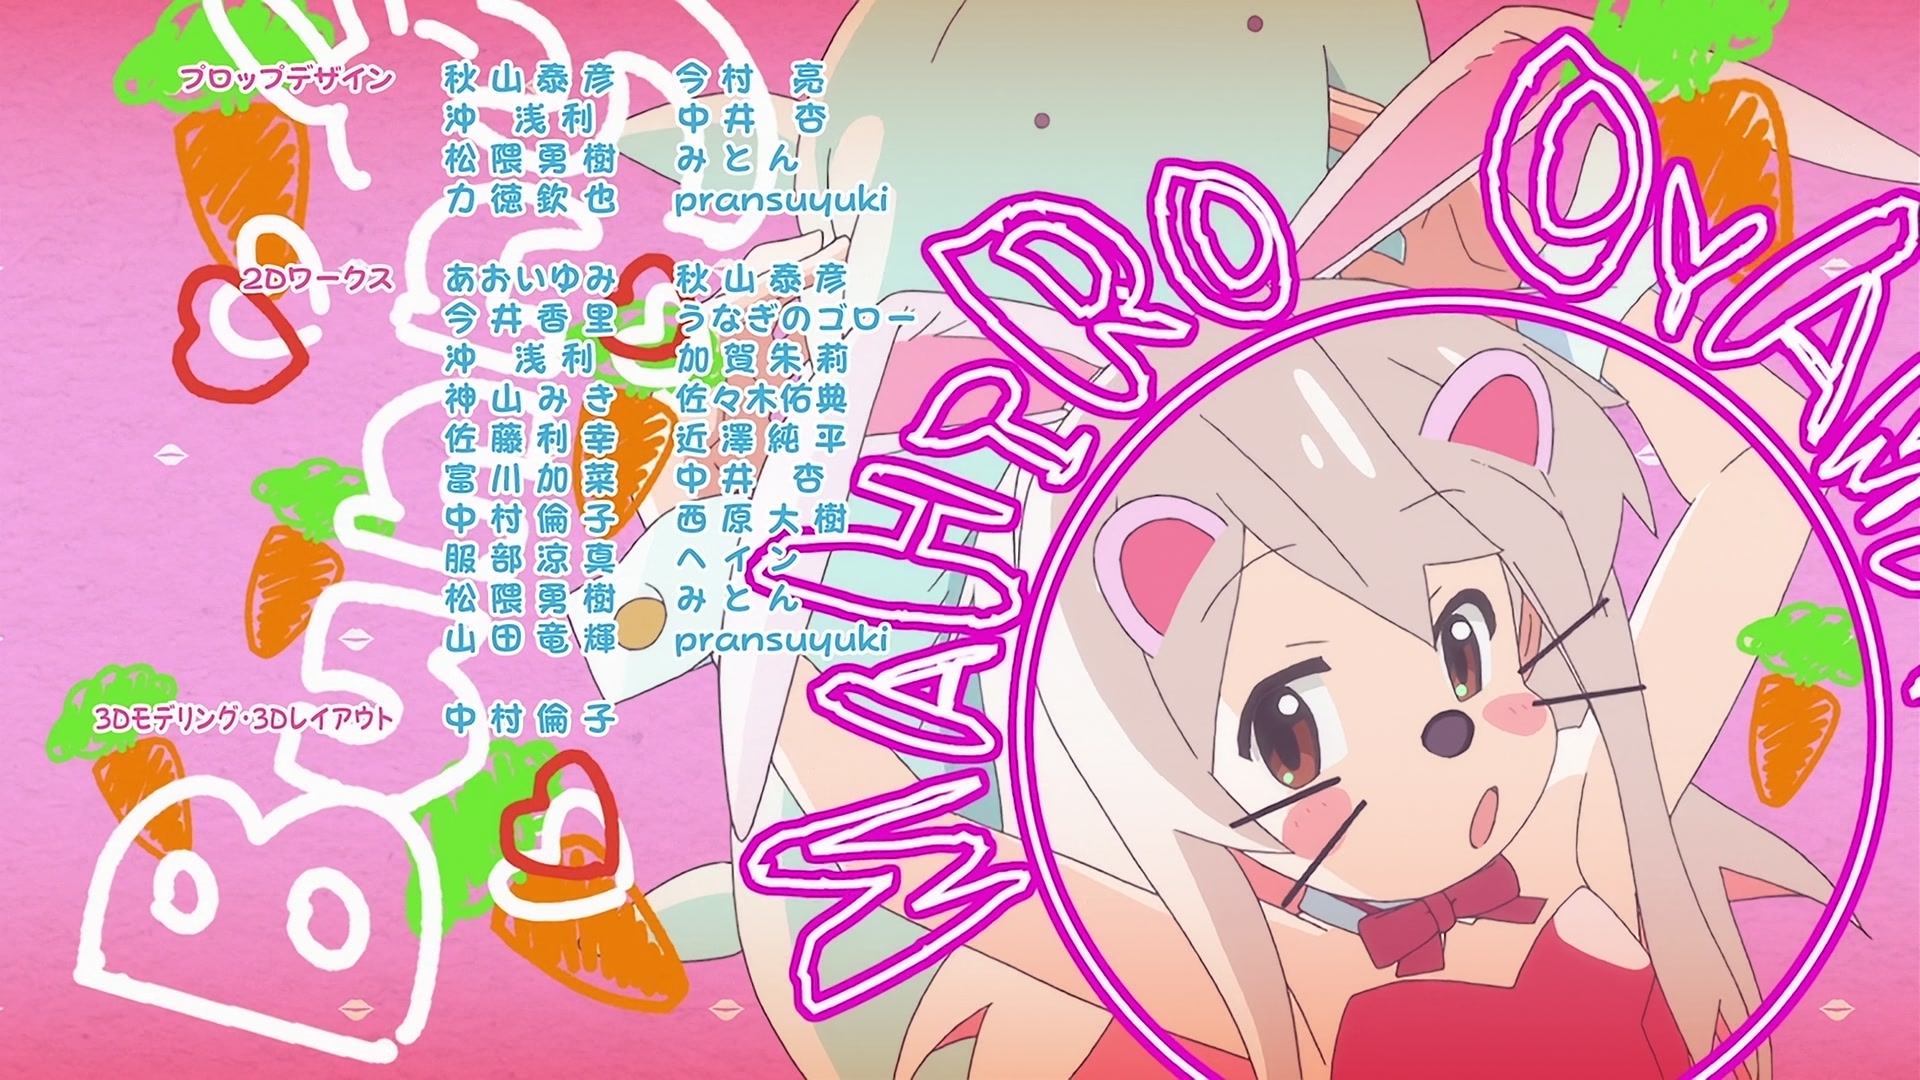 プロップデザイン 秋山泰彦 今村 亮
沖 浅利 中井 杏
松隈勇樹 みとん
力徳欽也 pransuyuki
2Dワークス あおいゆみ 秋山泰彦
今井香里 うなぎのゴロー
沖 浅利 加賀朱莉
神山みき 佐々木佑典
佐藤利幸 近澤純平
富川加菜 中井 杏
中村倫子 西原大樹
服部涼真 ヘイン
松隈勇樹 みとん
山田竜輝 pransuyuki
3Dモデリング・3Dレイアウト 中村倫子
MAHIRO OYAMA